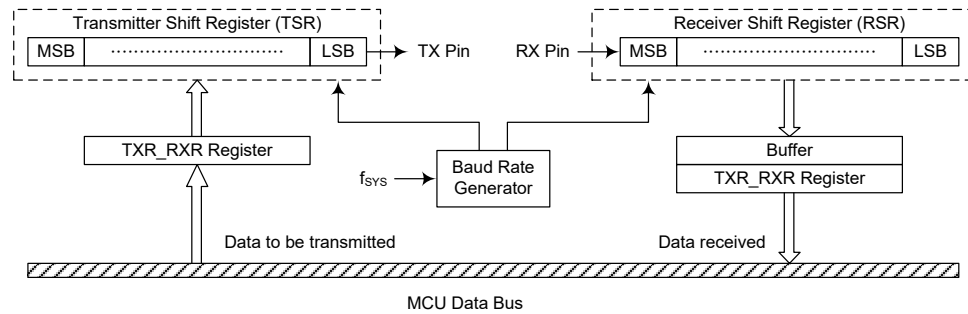 Transmitter Shift Register (TSR)
MSB ………………………… LSB
TX Pin
RX Pin
Receiver Shift Register (RSR)
MSB ………………………… LSB
TXR_RXR Register
fSYS
Baud Rate
Generator
Buffer
TXR_RXR Register
Data to be transmitted
Data received
MCU Data Bus